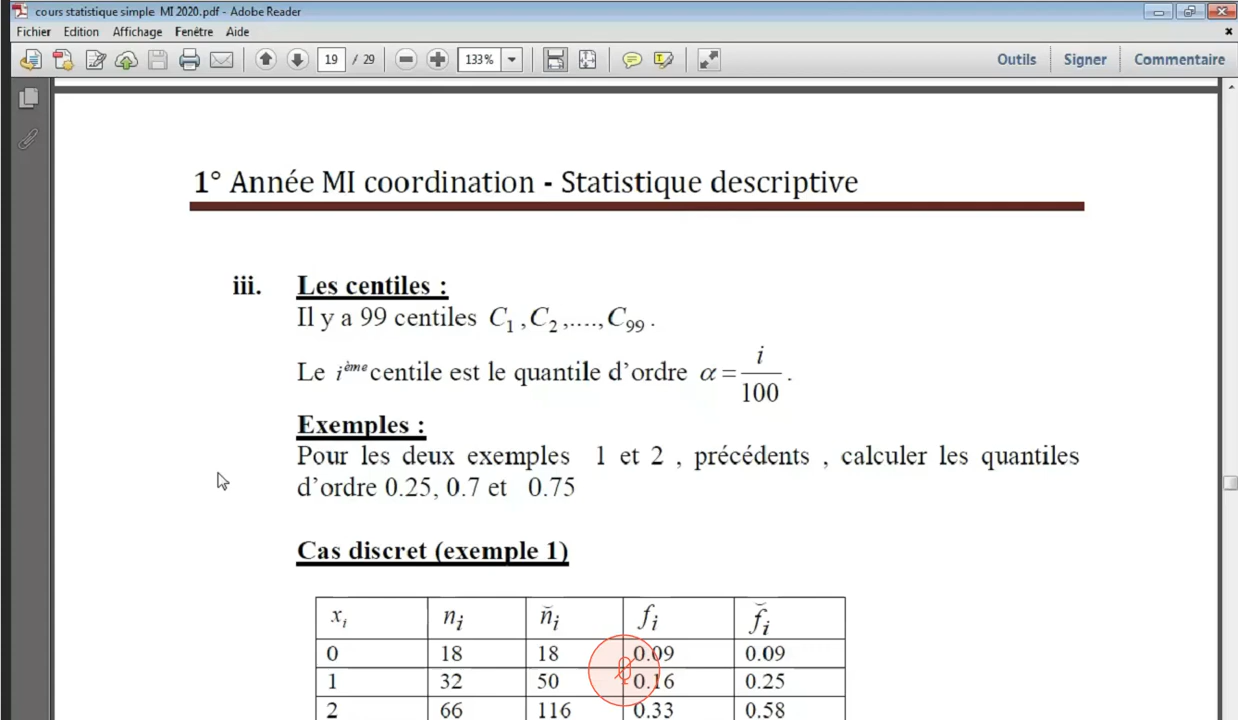 cours statistique simple MI 2020.pdf - Adobe Reader
Fichier Edition Affichage Fenêtre Aide
19 / 29 133% Outils Signer Commentaire
1° Année MI coordination - Statistique descriptive
iii. Les centiles :
Il y a 99 centiles C₁ , C₂ ,...., C₉₉ .
Le iᵉᵐᵉ centile est le quantile d’ordre α = i/100 .
Exemples :
Pour les deux exemples 1 et 2 , précédents , calculer les quantiles
d’ordre 0.25, 0.7 et 0.75
Cas discret (exemple 1)
xᵢ nᵢ n̆ᵢ fᵢ f̆ᵢ
0 18 18 0.09 0.09
1 32 50 0.16 0.25
2 66 116 0.33 0.58